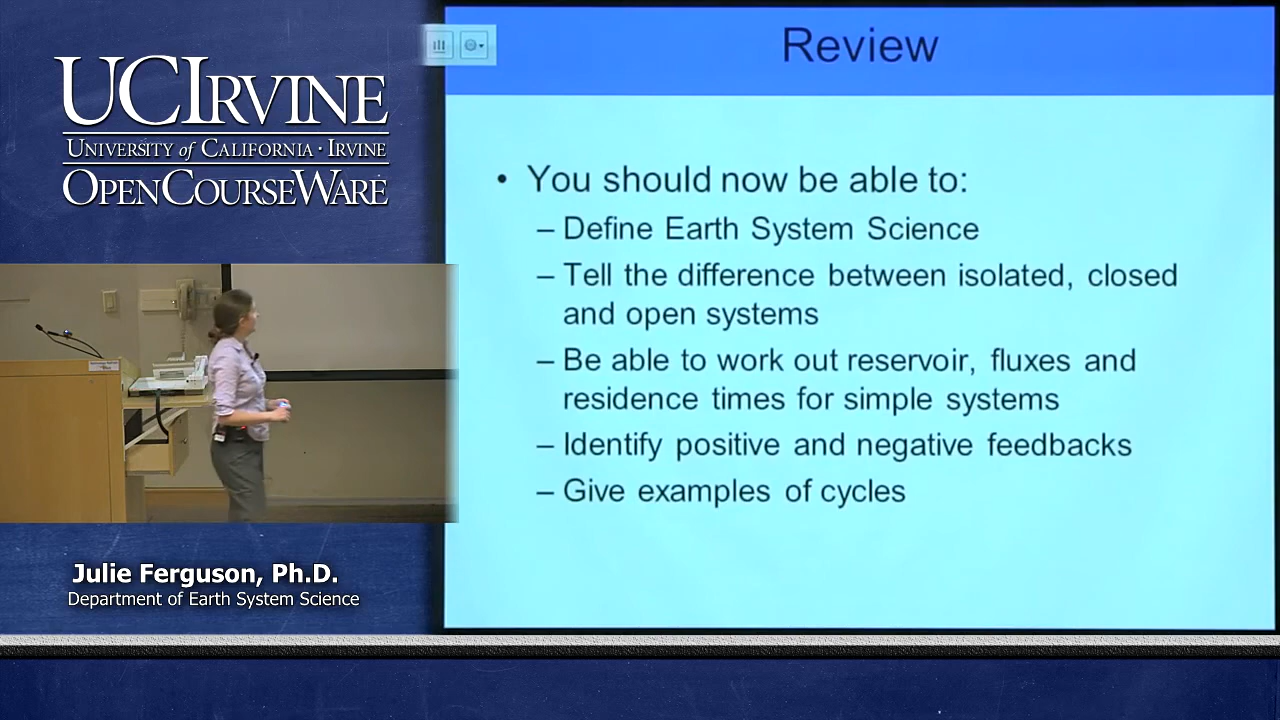 UCIRVINE
UNIVERSITY of CALIFORNIA · IRVINE
OPENCOURSEWARE
Review
• You should now be able to:
– Define Earth System Science
– Tell the difference between isolated, closed
and open systems
– Be able to work out reservoir, fluxes and
residence times for simple systems
– Identify positive and negative feedbacks
– Give examples of cycles
Julie Ferguson, Ph.D.
Department of Earth System Science